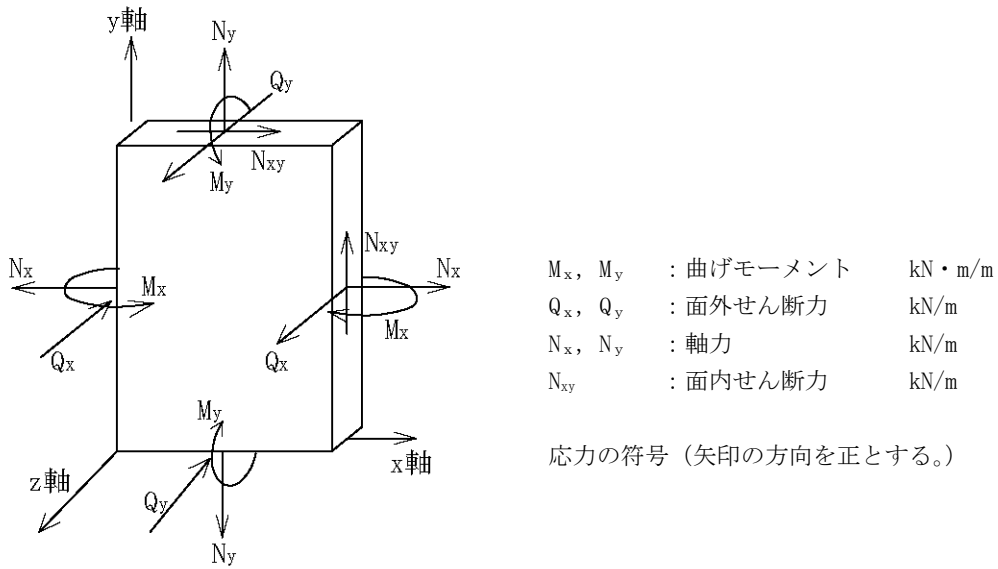 y軸
Ny
Qy
Nxy
My
Nx
Mx
Qx
Nxy
Nx
Mx
Qx
My
Qy
Ny
x軸
z軸
Mx, My : 曲げモーメント kN・m/m
Qx, Qy : 面外せん断力 kN/m
Nx, Ny : 軸力 kN/m
Nxy : 面内せん断力 kN/m
応力の符号（矢印の方向を正とする。）